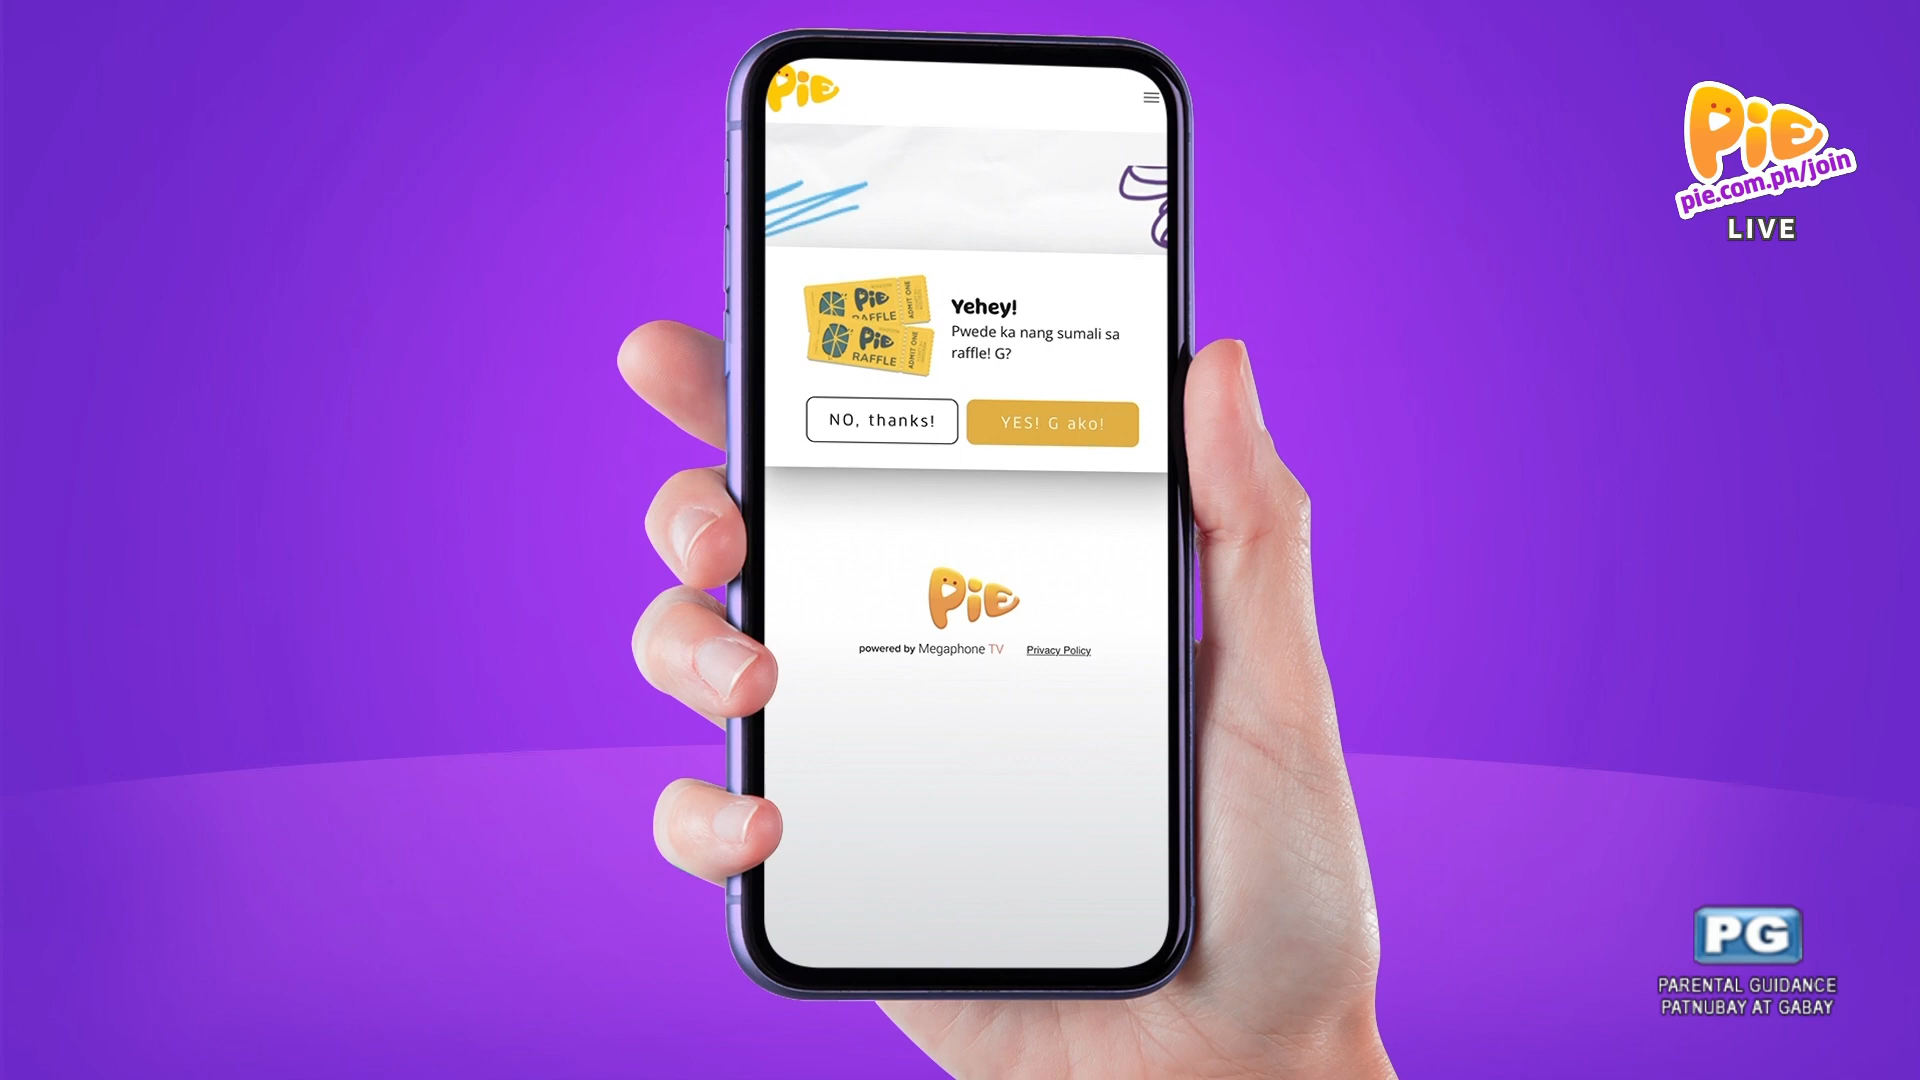 PiE
PiE
pie.com.ph/join
LIVE
PiE
RAFFLE
ADMIT ONE
PiE
RAFFLE
ADMIT ONE
Yehey!
Pwede ka nang sumali sa
raffle! G?
NO, thanks!
YES! G ako!
PiE
powered by Megaphone TV
Privacy Policy
PG
PARENTAL GUIDANCE
PATNUBAY AT GABAY